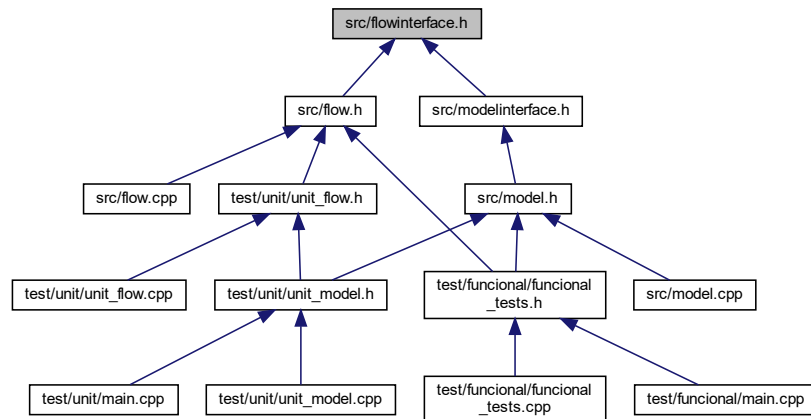 src/flowinterface.h
src/flow.h
src/modelinterface.h
src/flow.cpp
test/unit/unit_flow.h
src/model.h
test/unit/unit_flow.cpp
test/unit/unit_model.h
test/funcional/funcional
_tests.h
src/model.cpp
test/unit/main.cpp
test/unit/unit_model.cpp
test/funcional/funcional
_tests.cpp
test/funcional/main.cpp